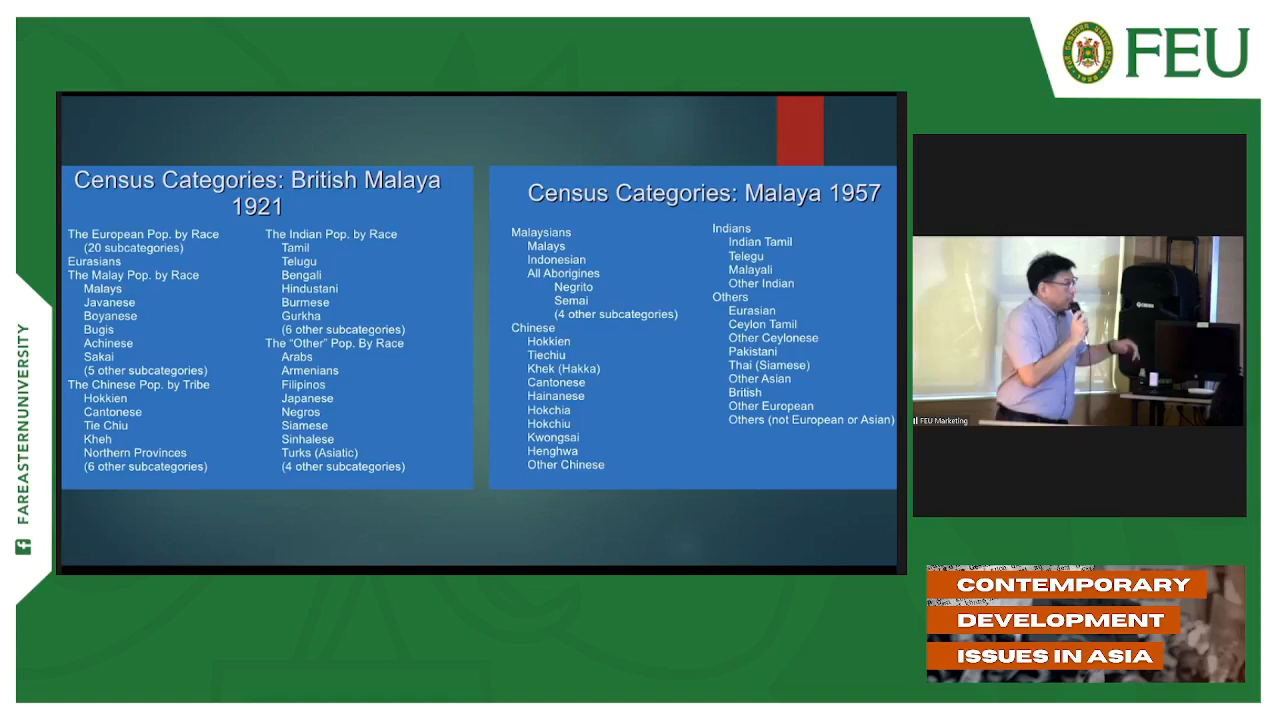 FEU
Census Categories: British Malaya
1921
The European Pop. by Race
(20 subcategories)
Eurasians
The Malay Pop. by Race
Malays
Javanese
Boyanese
Bugis
Achinese
Sakai
(5 other subcategories)
The Chinese Pop. by Tribe
Hokkien
Cantonese
Tie Chiu
Kheh
Northern Provinces
(6 other subcategories)
The Indian Pop. by Race
Tamil
Telugu
Bengali
Hindustani
Burmese
Gurkha
(6 other subcategories)
The “Other” Pop. By Race
Arabs
Armenians
Filipinos
Japanese
Negros
Siamese
Sinhalese
Turks (Asiatic)
(4 other subcategories)
Census Categories: Malaya 1957
Malaysians
Malays
Indonesian
All Aborigines
Negrito
Semai
(4 other subcategories)
Chinese
Hokkien
Tiechiu
Khek (Hakka)
Cantonese
Hainanese
Hokchia
Hokchiu
Kwongsai
Henghwa
Other Chinese
Indians
Indian Tamil
Telegu
Malayali
Other Indian
Others
Eurasian
Ceylon Tamil
Other Ceylonese
Pakistani
Thai (Siamese)
Other Asian
British
Other European
Others (not European or Asian)
FEU Marketing
FAREASTERNUNIVERSITY
CONTEMPORARY
DEVELOPMENT
ISSUES IN ASIA